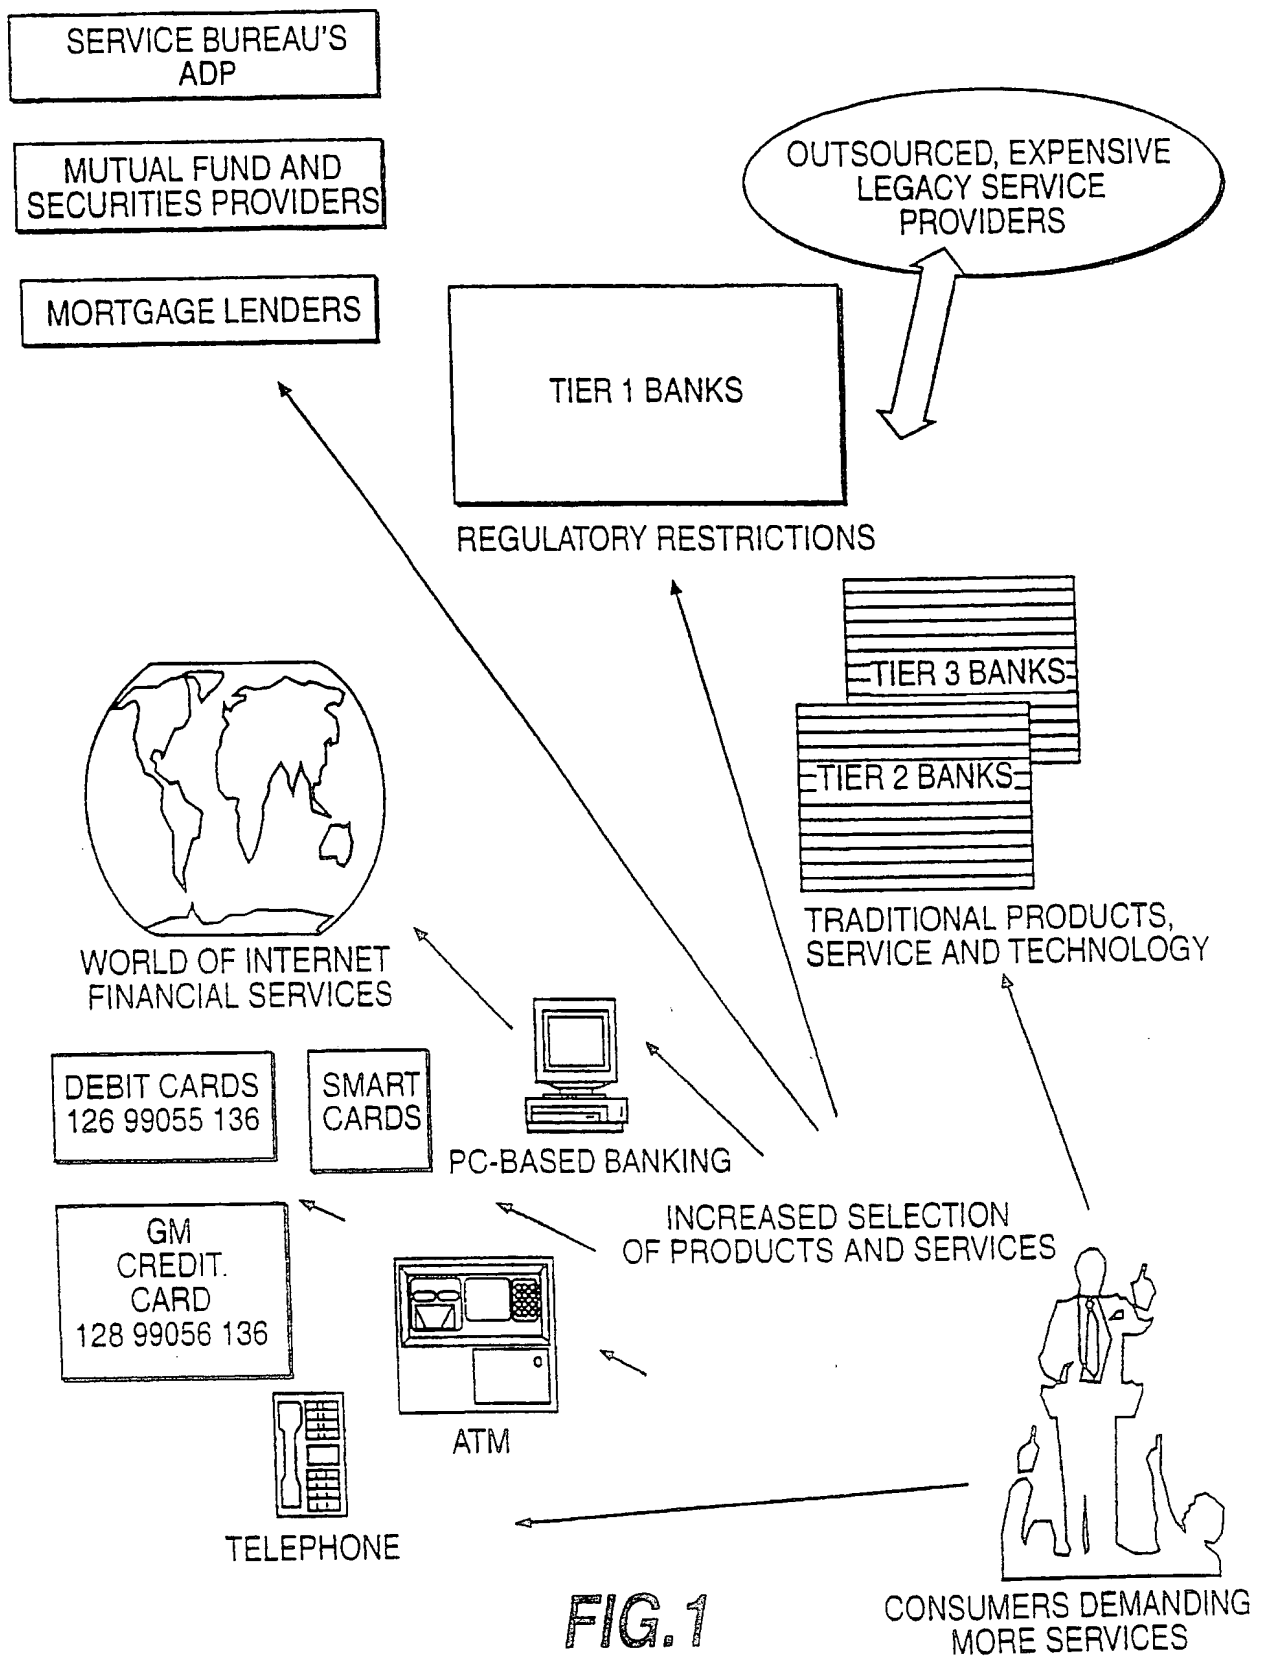 SERVICE BUREAU'S
ADP
MUTUAL FUND AND
SECURITIES PROVIDERS
MORTGAGE LENDERS
OUTSOURCED, EXPENSIVE
LEGACY SERVICE
PROVIDERS
TIER 1 BANKS
REGULATORY RESTRICTIONS
TIER 3 BANKS
TIER 2 BANKS
TRADITIONAL PRODUCTS,
SERVICE AND TECHNOLOGY
WORLD OF INTERNET
FINANCIAL SERVICES
DEBIT CARDS
126 99055 136
SMART
CARDS
PC-BASED BANKING
GM
CREDIT.
CARD
128 99056 136
INCREASED SELECTION
OF PRODUCTS AND SERVICES
ATM
TELEPHONE
CONSUMERS DEMANDING
MORE SERVICES
FIG.1